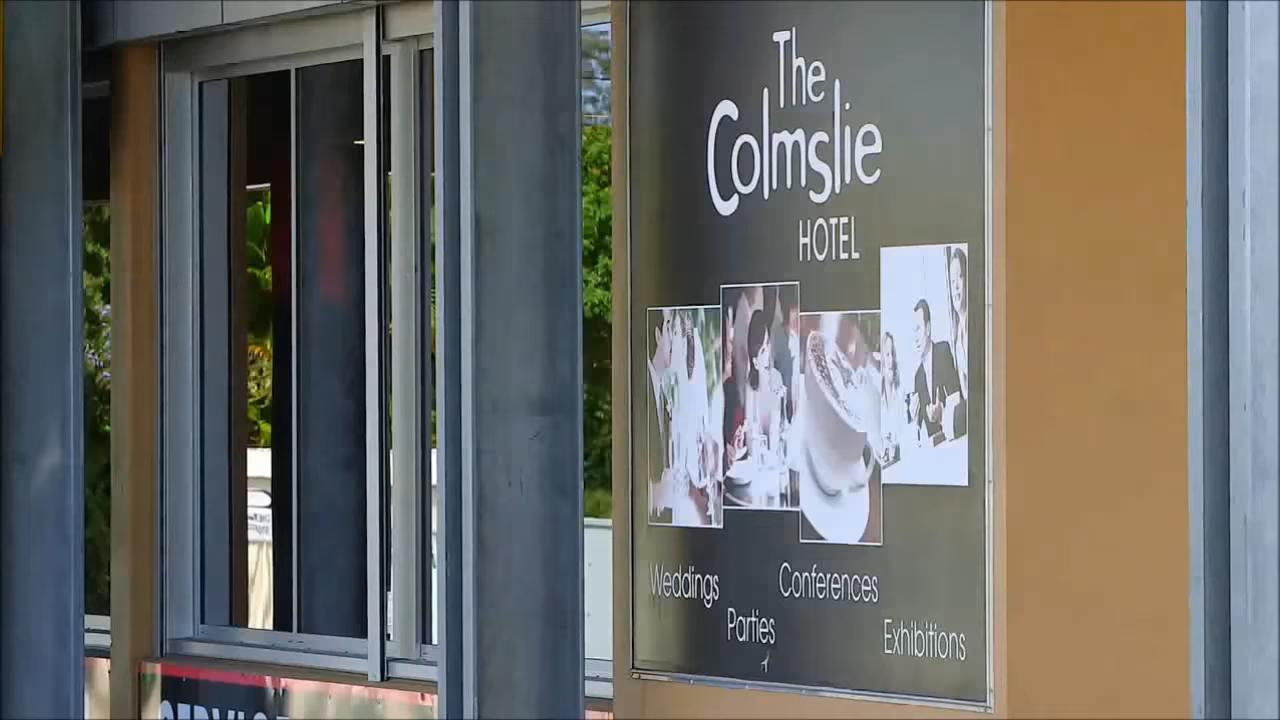 The
Colmslie
HOTEL
Weddings
Conferences
Parties
Exhibitions